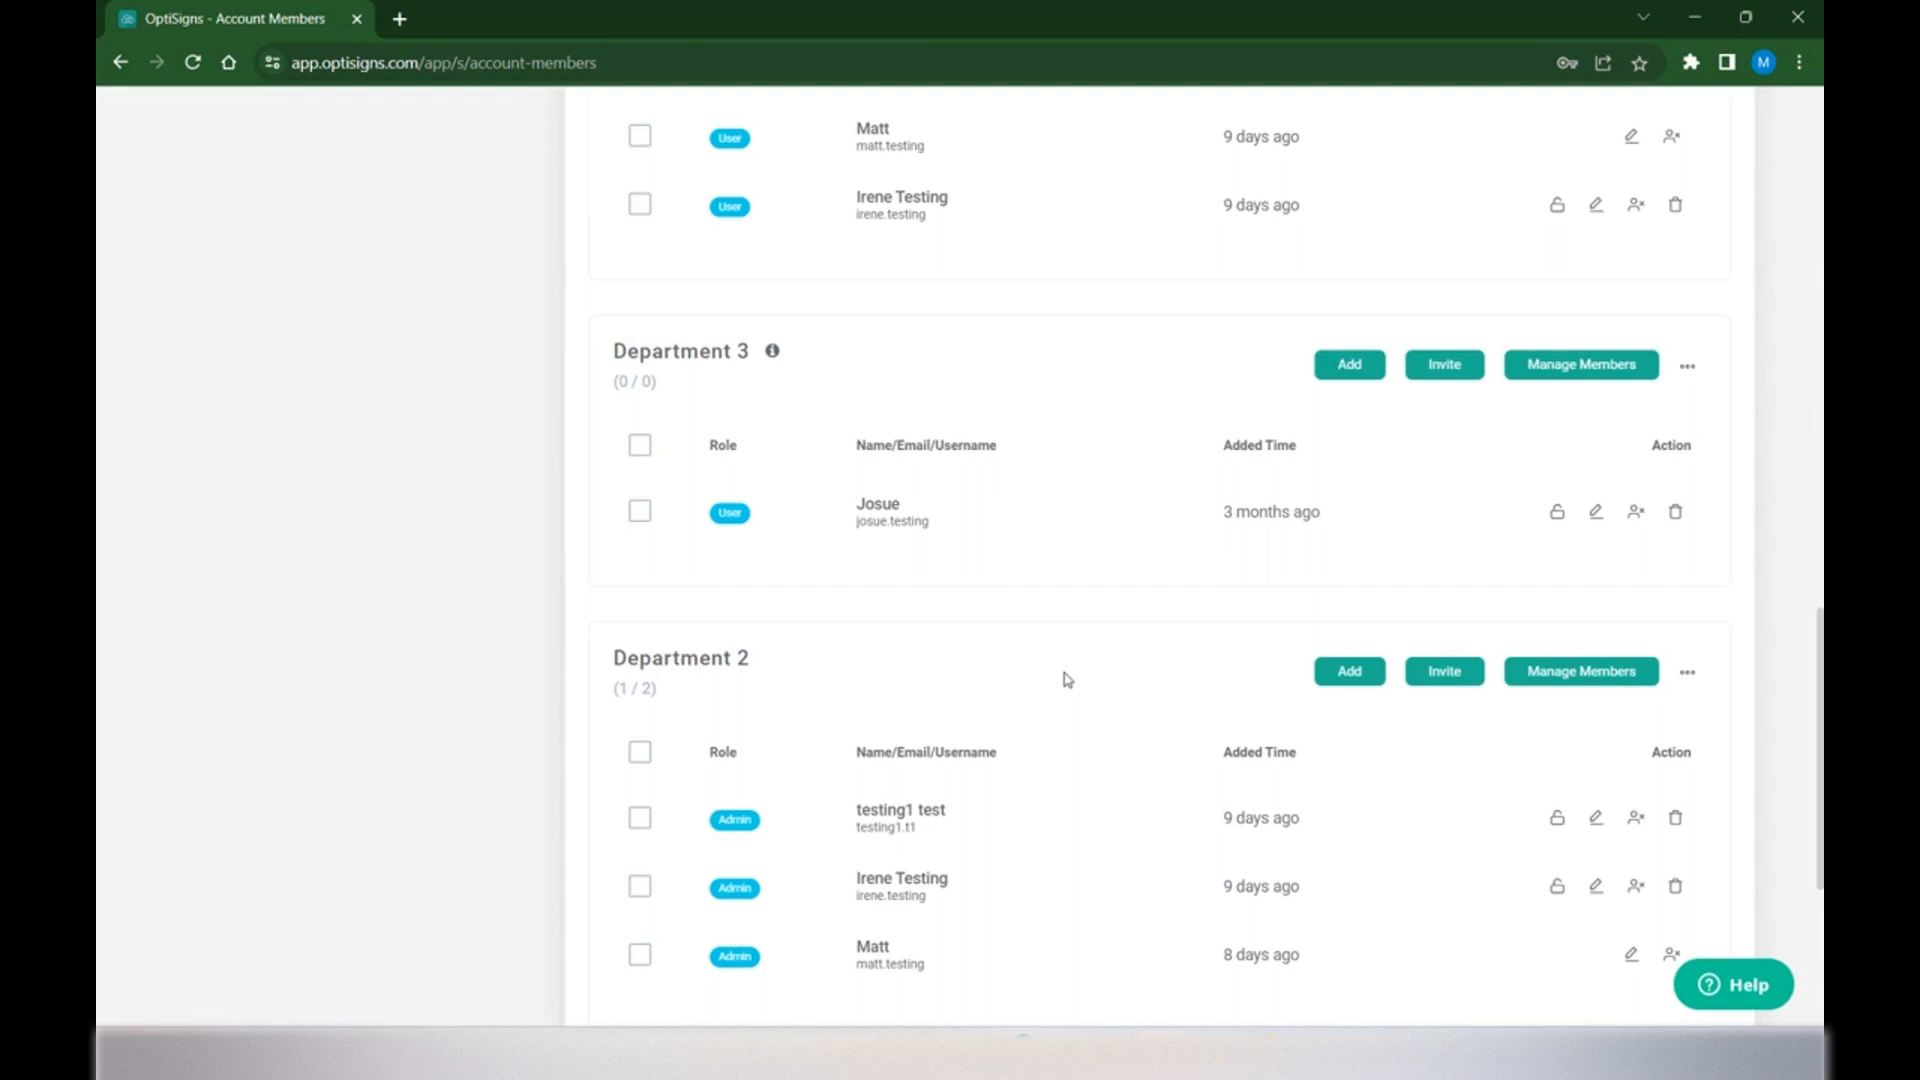 OptiSigns - Account Members
app.optisigns.com/app/s/account-members
M
User
Matt
matt.testing
9 days ago
User
Irene Testing
irene.testing
9 days ago
Department 3
(0 / 0)
Add
Invite
Manage Members
Role
Name/Email/Username
Added Time
Action
User
Josue
josue.testing
3 months ago
Department 2
(1 / 2)
Add
Invite
Manage Members
Role
Name/Email/Username
Added Time
Action
Admin
testing1 test
testing1.t1
9 days ago
Admin
Irene Testing
irene.testing
9 days ago
Admin
Matt
matt.testing
8 days ago
Help